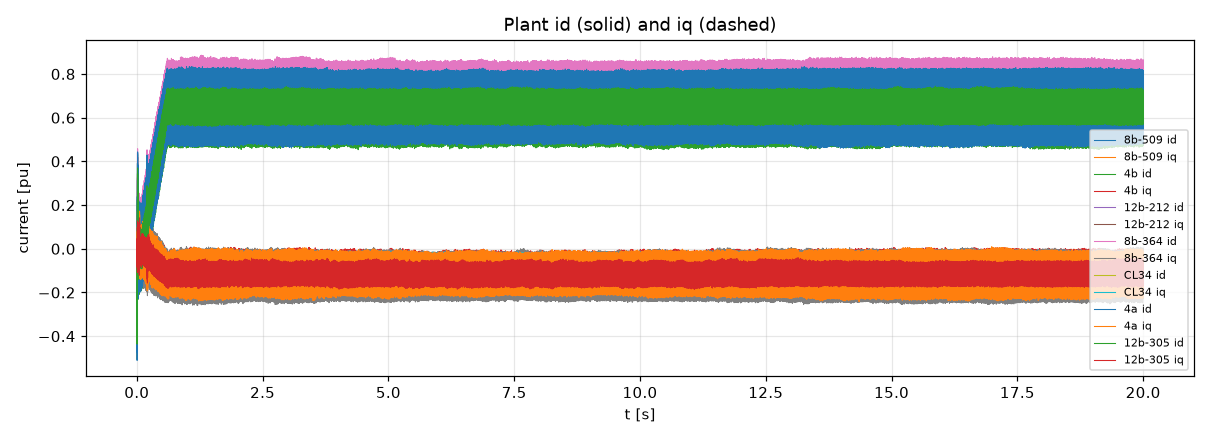 Plant id (solid) and iq (dashed)
current [pu]
0.8
0.6
0.4
0.2
0.0
−0.2
−0.4
8b-509 id
8b-509 iq
4b id
4b iq
12b-212 id
12b-212 iq
8b-364 id
8b-364 iq
CL34 id
CL34 iq
4a id
4a iq
12b-305 id
12b-305 iq
0.0 2.5 5.0 7.5 10.0 12.5 15.0 17.5 20.0
t [s]